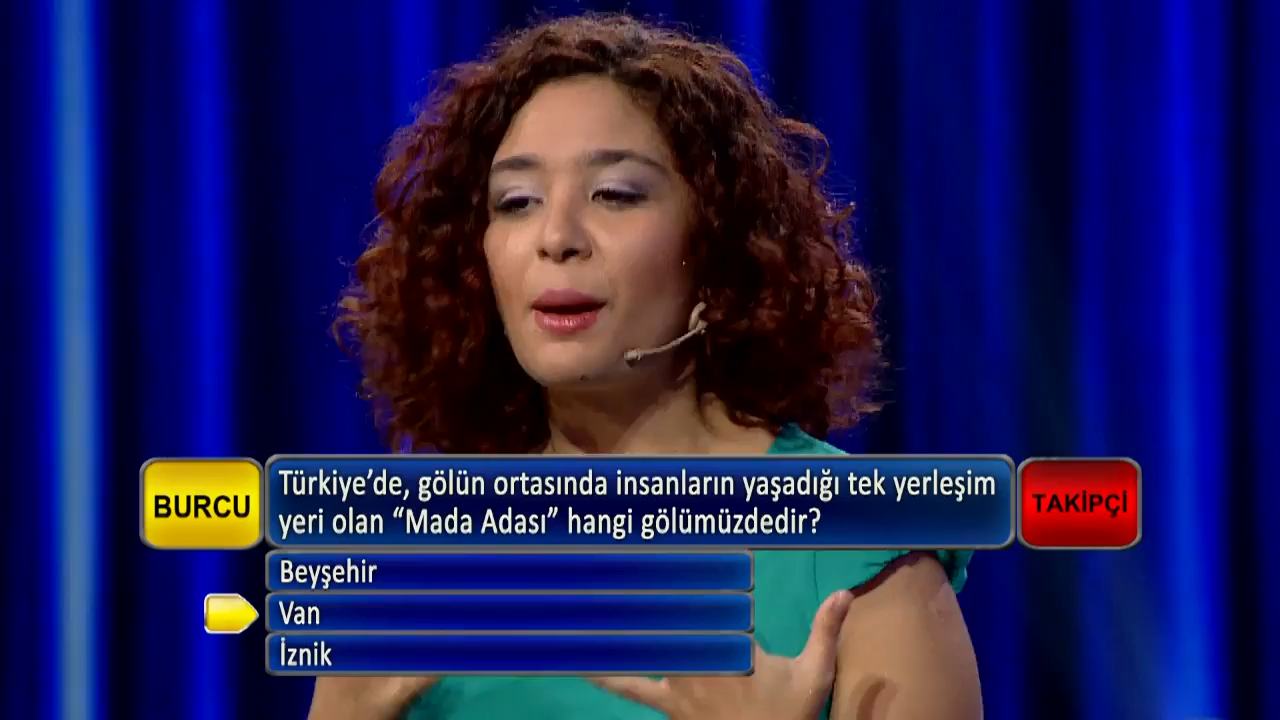 BURCU
Türkiye’de, gölün ortasında insanların yaşadığı tek yerleşim
yeri olan “Mada Adası” hangi gölümüzdedir?
TAKİPÇİ
Beyşehir
Van
İznik